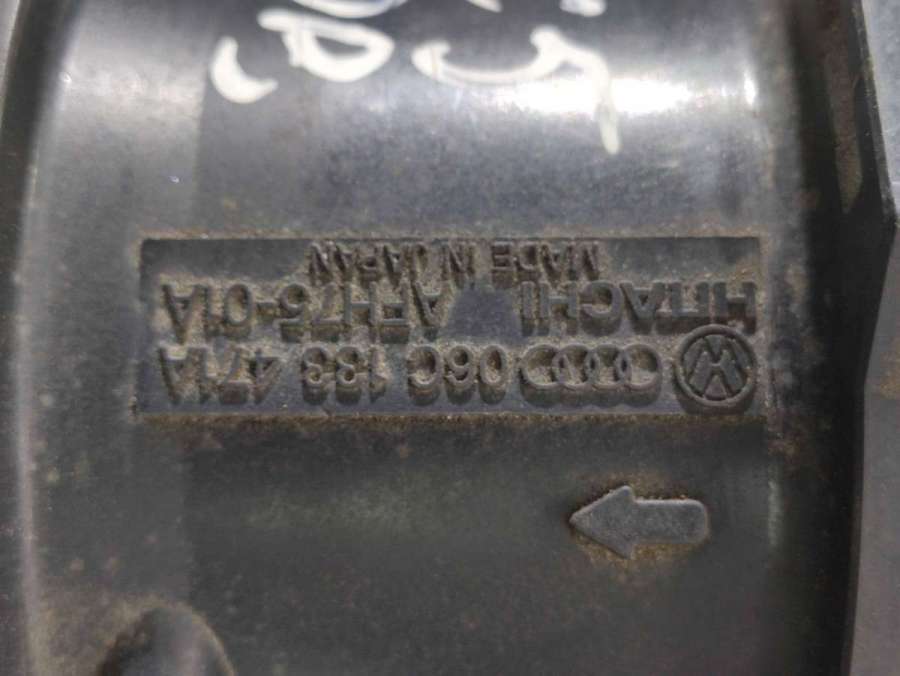 06C 133 471A
HITACHI AFH75-01A
MADE IN JAPAN